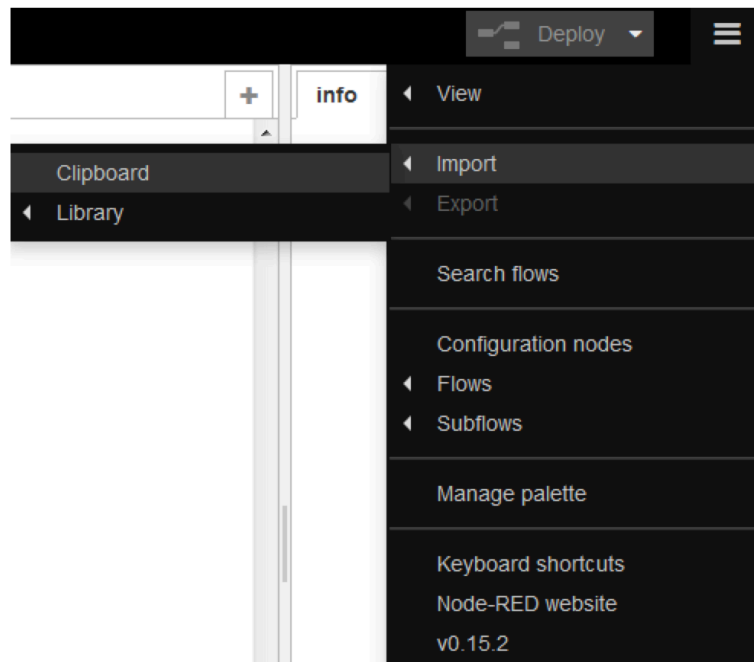 Deploy
+
info
View
Clipboard
Library
Import
Export
Search flows
Configuration nodes
Flows
Subflows
Manage palette
Keyboard shortcuts
Node-RED website
v0.15.2